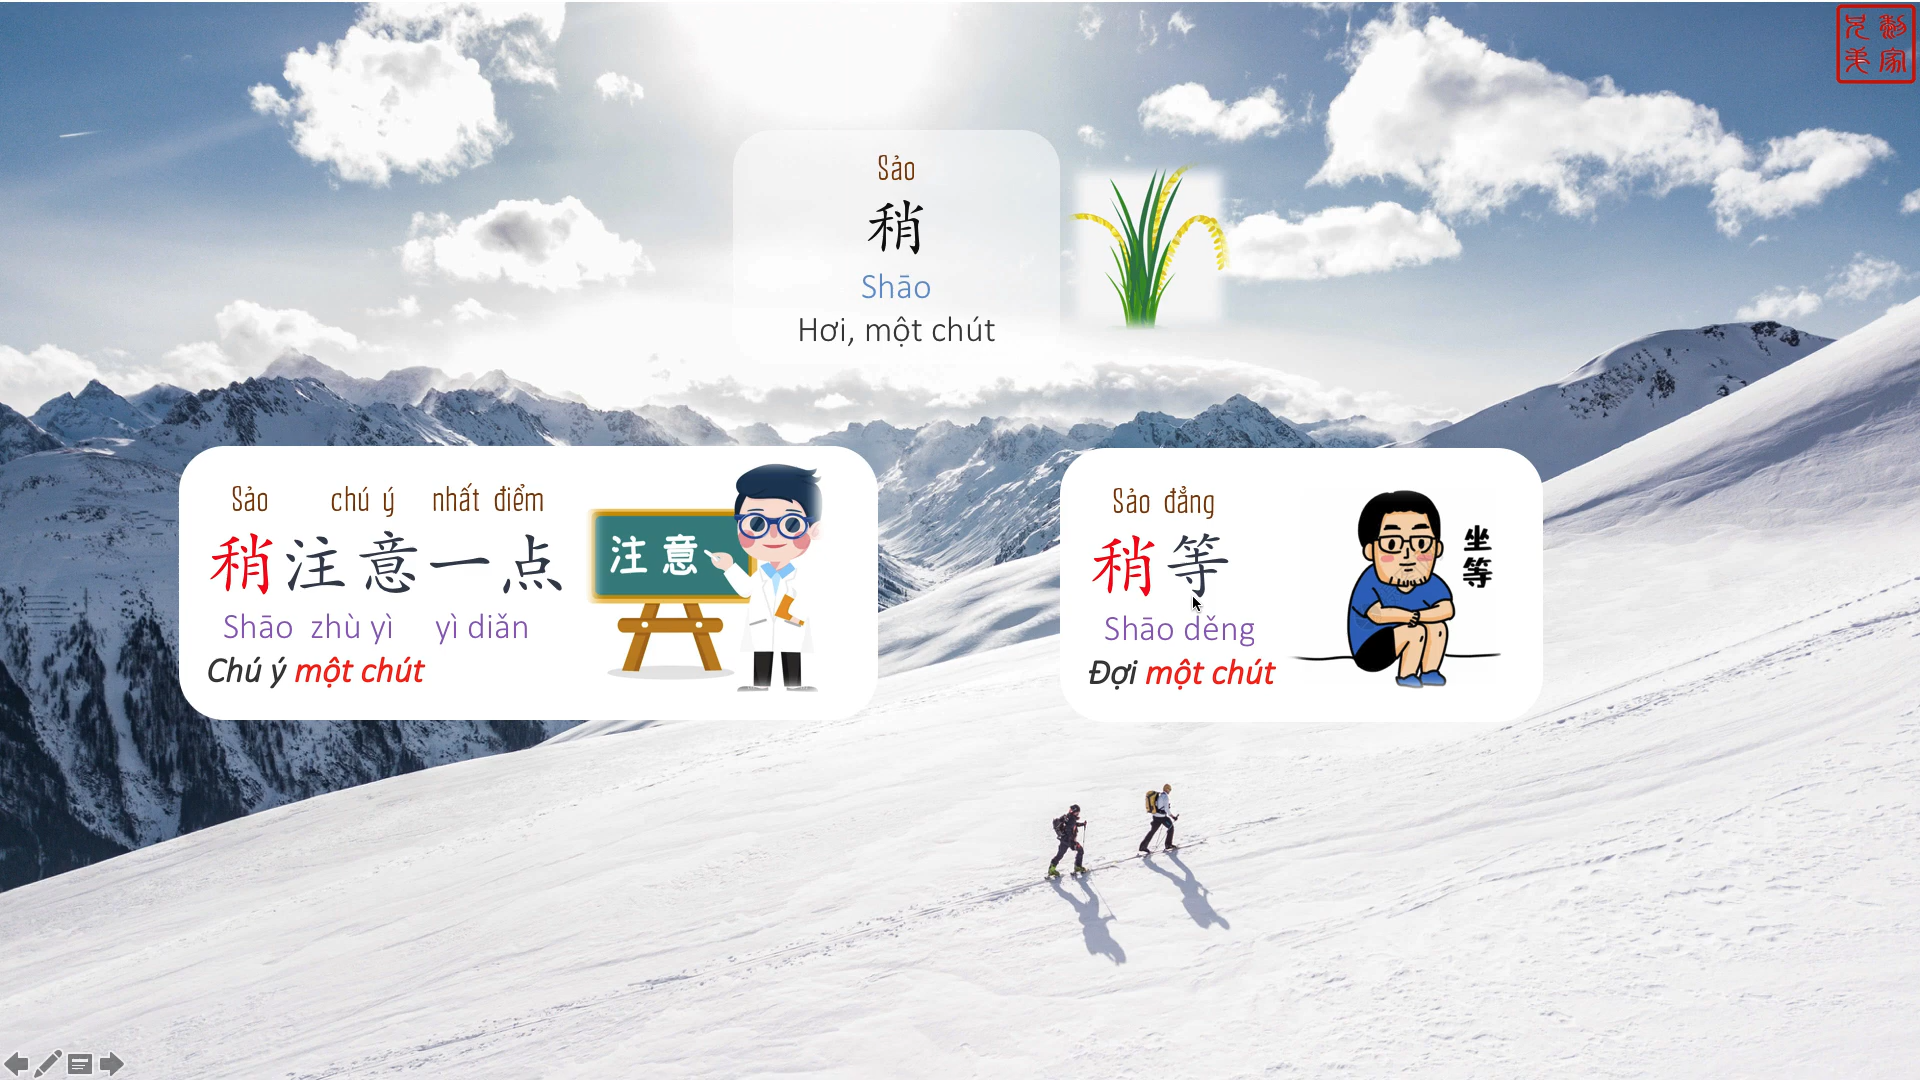 Sảo
稍
Shāo
Hơi, một chút
Sảo chú ý nhất điểm
稍注意一点
Shāo zhù yì yì diǎn
Chú ý một chút
注意
Sảo đẳng
稍等
Shāo děng
Đợi một chút
坐等